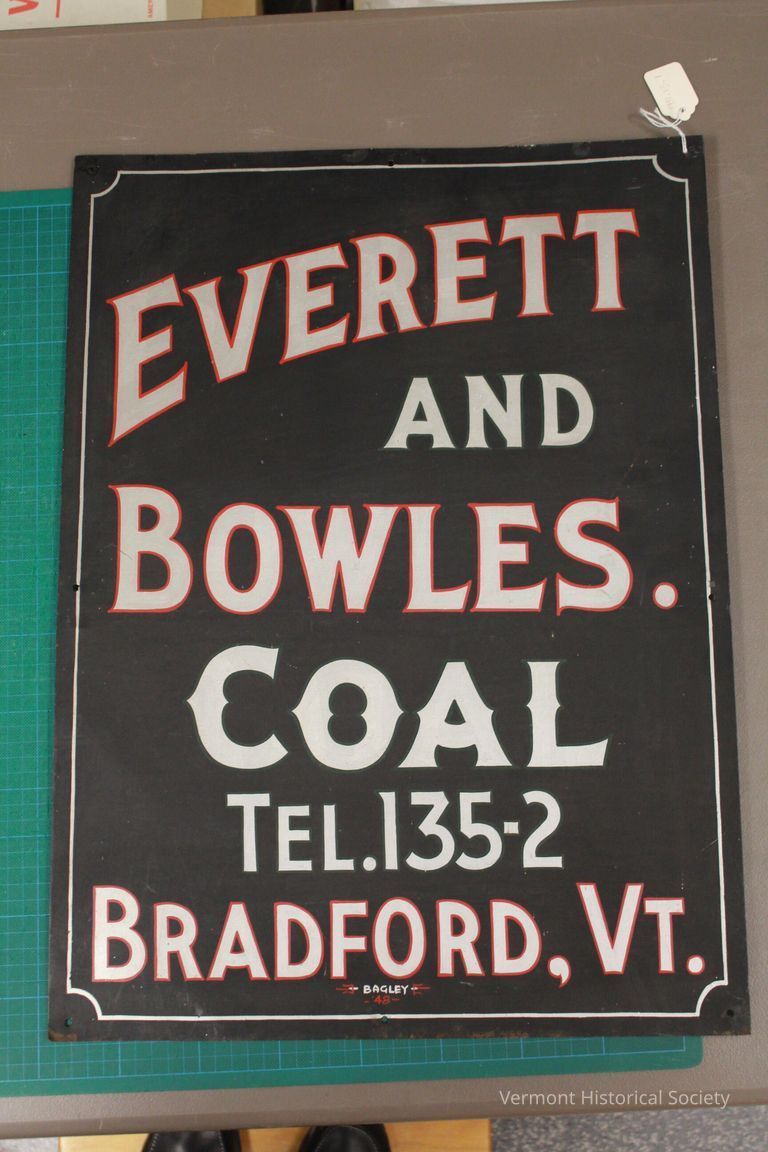 EVERETT
AND
BOWLES.
COAL
TEL.135-2
BRADFORD, VT.
BAGLEY
-48-
Vermont Historical Society